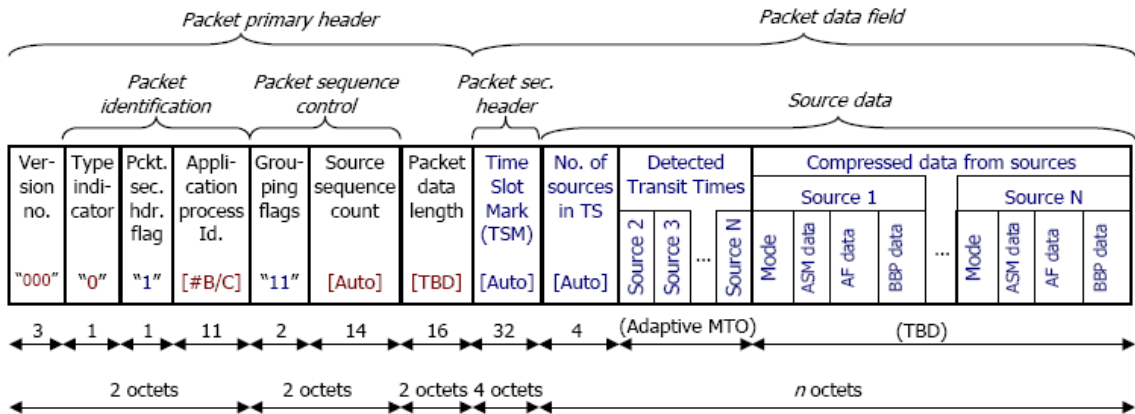 Packet primary header
Packet data field
Packet identification
Packet sequence control
Packet sec. header
Source data
Ver-
sion
no.
"000"
Type
indi-
cator
"0"
Pckt.
sec.
hdr.
flag
"1"
Appli-
cation
process
Id.
[#B/C]
Grou-
ping
flags
"11"
Source
sequence
count
[Auto]
Packet
data
length
[TBD]
Time
Slot
Mark
(TSM)
[Auto]
No. of
sources
in TS
[Auto]
Detected
Transit Times
Source 2
Source 3
...
Source N
Compressed data from sources
Source 1
Mode
ASM data
AF data
BBP data
...
Source N
Mode
ASM data
AF data
BBP data
3
1
1
11
2
14
16
32
4
(Adaptive MTO)
(TBD)
2 octets
2 octets
2 octets
4 octets
n octets